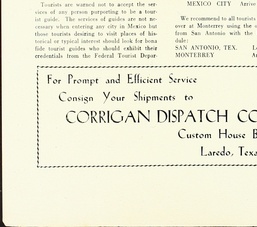 Tourists are warned not to accept the ser-
vices of any person purporting to be a tour-
ist guide. The services of guides are not ne-
cessary when entering any city in Mexico but
those tourists desiring to visit places of his-
torical or typical interest should look for bona
fide tourist guides who should exhibit their
credentials from the Federal Tourist Depar-
MEXICO CITY Arrive
We recommend to all tourists
over at Monterrey using the
from San Antonio with the
dale;
SAN ANTONIO, TEX.
MONTERREY
For Prompt and Efficient Service
Consign Your Shipments to
CORRIGAN DISPATCH CO
Custom House B
Laredo, Texa